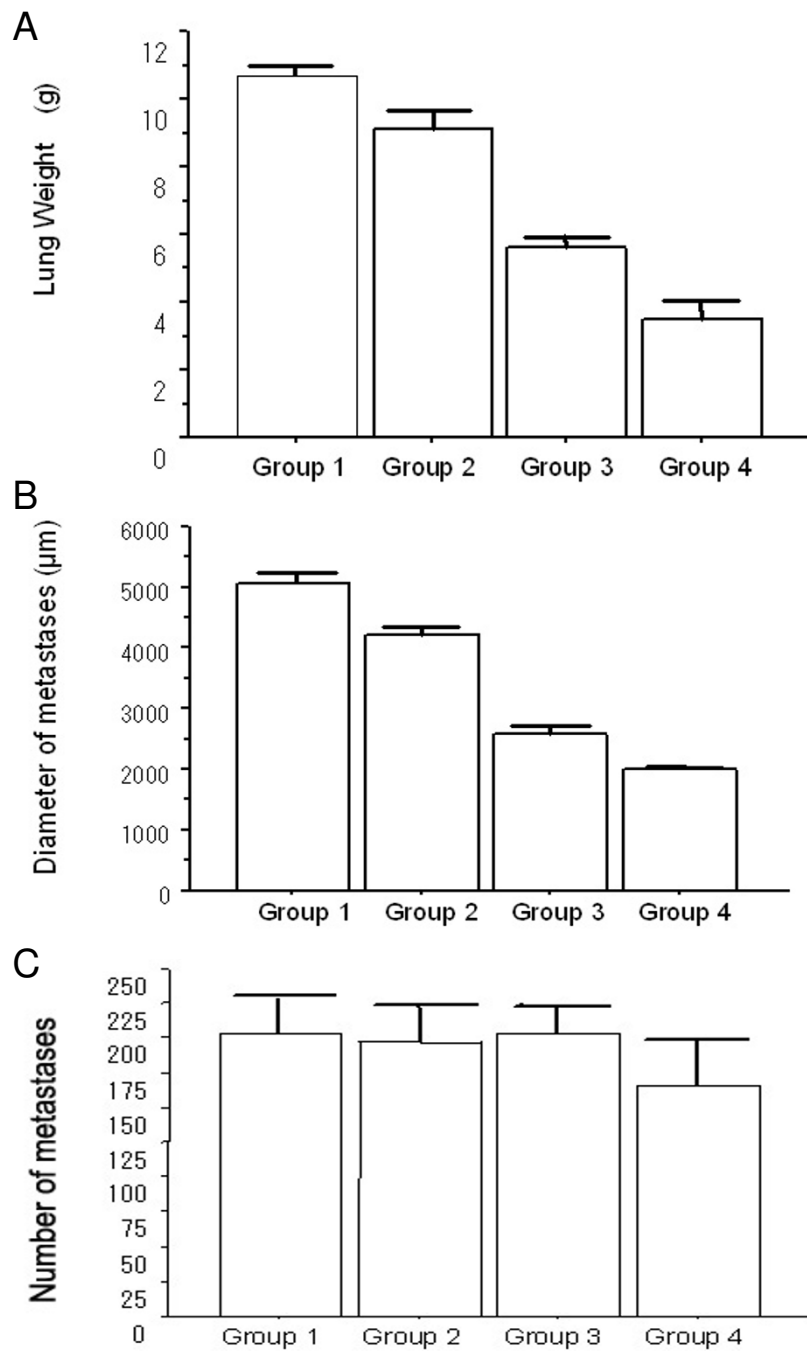 A
Lung Weight (g)
12
10
8
6
4
2
0
Group 1 Group 2 Group 3 Group 4
B
Diameter of metastases (µm)
6000
5000
4000
3000
2000
1000
0
Group 1 Group 2 Group 3 Group 4
C
Number of metastases
250
225
200
175
150
125
100
75
50
25
0
Group 1 Group 2 Group 3 Group 4